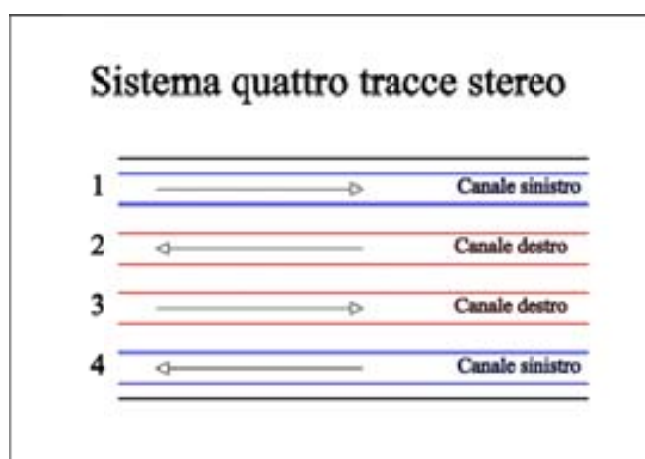 Sistema quattro tracce stereo
1 Canale sinistro
2 Canale destro
3 Canale destro
4 Canale sinistro